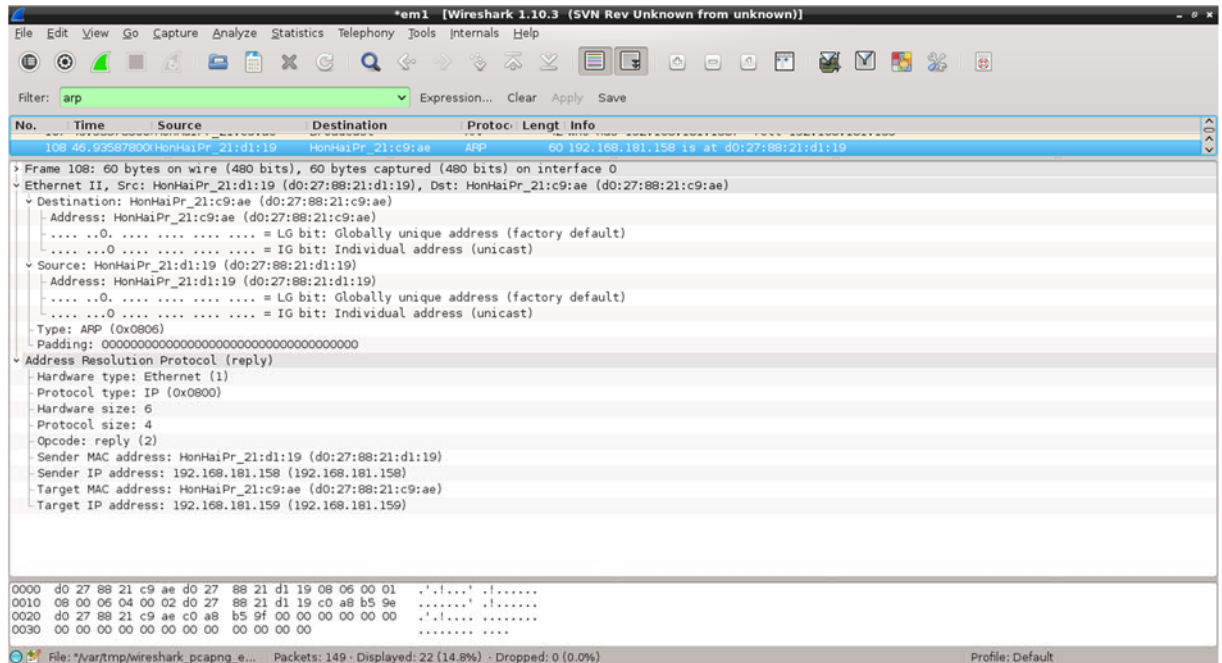 *em1 [Wireshark 1.10.3 (SVN Rev Unknown from unknown)]
File Edit View Go Capture Analyze Statistics Telephony Tools Internals Help
Filter: arp Expression... Clear Apply Save
No. Time Source Destination Protoc Lengt Info
108 46.93587800 HonHaiPr_21:d1:19 HonHaiPr_21:c9:ae ARP 60 192.168.181.158 is at d0:27:88:21:d1:19
Frame 108: 60 bytes on wire (480 bits), 60 bytes captured (480 bits) on interface 0
Ethernet II, Src: HonHaiPr_21:d1:19 (d0:27:88:21:d1:19), Dst: HonHaiPr_21:c9:ae (d0:27:88:21:c9:ae)
Destination: HonHaiPr_21:c9:ae (d0:27:88:21:c9:ae)
Address: HonHaiPr_21:c9:ae (d0:27:88:21:c9:ae)
.... ..0. .... .... .... .... = LG bit: Globally unique address (factory default)
.... ...0 .... .... .... .... = IG bit: Individual address (unicast)
Source: HonHaiPr_21:d1:19 (d0:27:88:21:d1:19)
Address: HonHaiPr_21:d1:19 (d0:27:88:21:d1:19)
.... ..0. .... .... .... .... = LG bit: Globally unique address (factory default)
.... ...0 .... .... .... .... = IG bit: Individual address (unicast)
Type: ARP (0x0806)
Padding: 000000000000000000000000000000000000
Address Resolution Protocol (reply)
Hardware type: Ethernet (1)
Protocol type: IP (0x0800)
Hardware size: 6
Protocol size: 4
Opcode: reply (2)
Sender MAC address: HonHaiPr_21:d1:19 (d0:27:88:21:d1:19)
Sender IP address: 192.168.181.158 (192.168.181.158)
Target MAC address: HonHaiPr_21:c9:ae (d0:27:88:21:c9:ae)
Target IP address: 192.168.181.159 (192.168.181.159)
0000 d0 27 88 21 c9 ae d0 27 88 21 d1 19 08 06 00 01 .'.!...' .!......
0010 08 00 06 04 00 02 d0 27 88 21 d1 19 c0 a8 b5 9e .......' .!......
0020 d0 27 88 21 c9 ae c0 a8 b5 9f 00 00 00 00 00 00 .'.!.... ........
0030 00 00 00 00 00 00 00 00 00 00 00 00 ........ ....
File: "/var/tmp/wireshark_pcapng_e... Packets: 149 · Displayed: 22 (14.8%) · Dropped: 0 (0.0%) Profile: Default